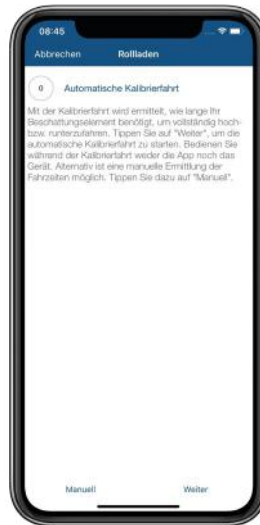 08:45
Abbrechen Rollladen
0 Automatische Kalibrierfahrt
Mit der Kalibrierfahrt wird ermittelt, wie lange Ihr
Beschattungselement benötigt, um vollständig hoch-
bzw. runterzufahren. Tippen Sie auf "Weiter", um die
automatische Kalibrierfahrt zu starten. Bedienen Sie
während der Kalibrierfahrt weder die App noch das
Gerät. Alternativ ist eine manuelle Ermittlung der
Fahrzeiten möglich. Tippen Sie dazu auf "Manuell".
Manuell Weiter